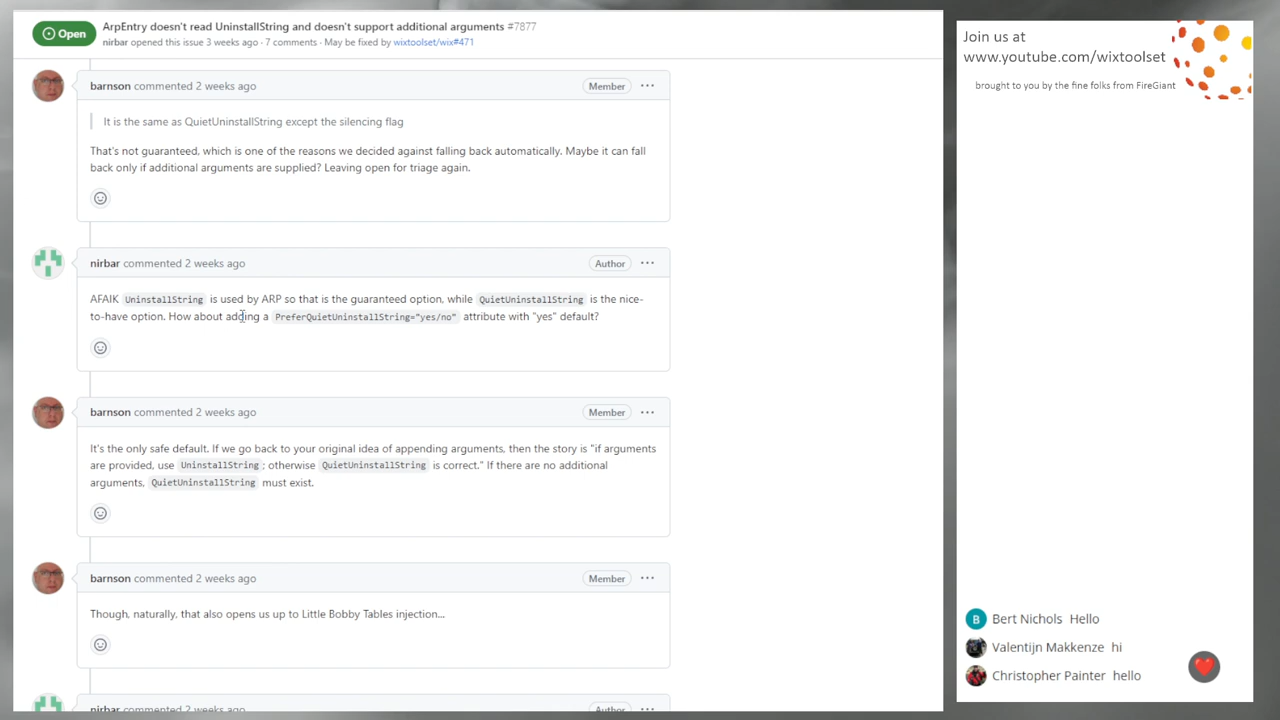 Open
ArpEntry doesn't read UninstallString and doesn't support additional arguments #7877
nirbar opened this issue 3 weeks ago · 7 comments · May be fixed by wixtoolset/wix#471
barnson commented 2 weeks ago
Member
It is the same as QuietUninstallString except the silencing flag
That's not guaranteed, which is one of the reasons we decided against falling back automatically. Maybe it can fall
back only if additional arguments are supplied? Leaving open for triage again.
nirbar commented 2 weeks ago
Author
AFAIK UninstallString is used by ARP so that is the guaranteed option, while QuietUninstallString is the nice-
to-have option. How about adding a PreferQuietUninstallString="yes/no" attribute with "yes" default?
barnson commented 2 weeks ago
Member
It's the only safe default. If we go back to your original idea of appending arguments, then the story is "if arguments
are provided, use UninstallString; otherwise QuietUninstallString is correct." If there are no additional
arguments, QuietUninstallString must exist.
barnson commented 2 weeks ago
Member
Though, naturally, that also opens us up to Little Bobby Tables injection...
nirbar commented 2 weeks ago
Author
Join us at
www.youtube.com/wixtoolset
brought to you by the fine folks from FireGiant
B Bert Nichols Hello
Valentijn Makkenze hi
Christopher Painter hello